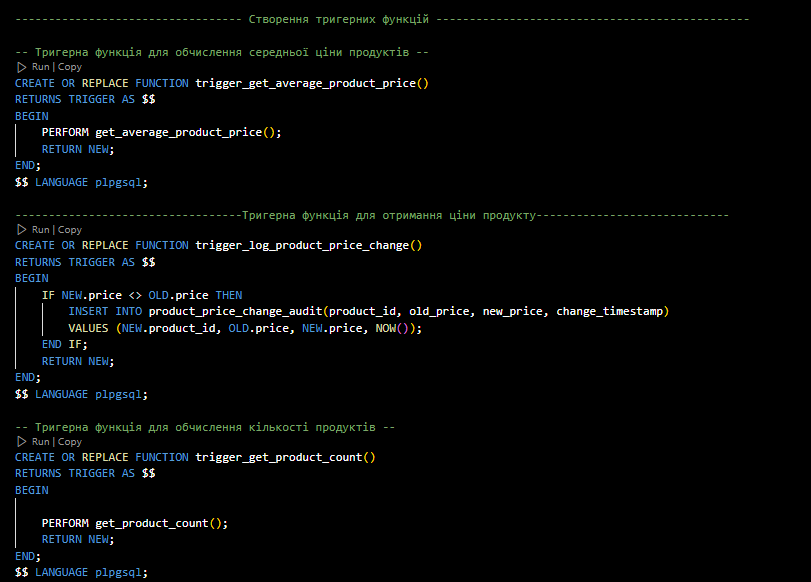 ---------------------------------- Створення тригерних функцій -----------------------------------------------
-- Тригерна функція для обчислення середньої ціни продуктів --
Run | Copy
CREATE OR REPLACE FUNCTION trigger_get_average_product_price()
RETURNS TRIGGER AS $$
BEGIN
PERFORM get_average_product_price();
RETURN NEW;
END;
$$ LANGUAGE plpgsql;
----------------------------------Тригерна функція для отримання ціни продукту-----------------------------
Run | Copy
CREATE OR REPLACE FUNCTION trigger_log_product_price_change()
RETURNS TRIGGER AS $$
BEGIN
IF NEW.price <> OLD.price THEN
INSERT INTO product_price_change_audit(product_id, old_price, new_price, change_timestamp)
VALUES (NEW.product_id, OLD.price, NEW.price, NOW());
END IF;
RETURN NEW;
END;
$$ LANGUAGE plpgsql;
-- Тригерна функція для обчислення кількості продуктів --
Run | Copy
CREATE OR REPLACE FUNCTION trigger_get_product_count()
RETURNS TRIGGER AS $$
BEGIN
PERFORM get_product_count();
RETURN NEW;
END;
$$ LANGUAGE plpgsql;